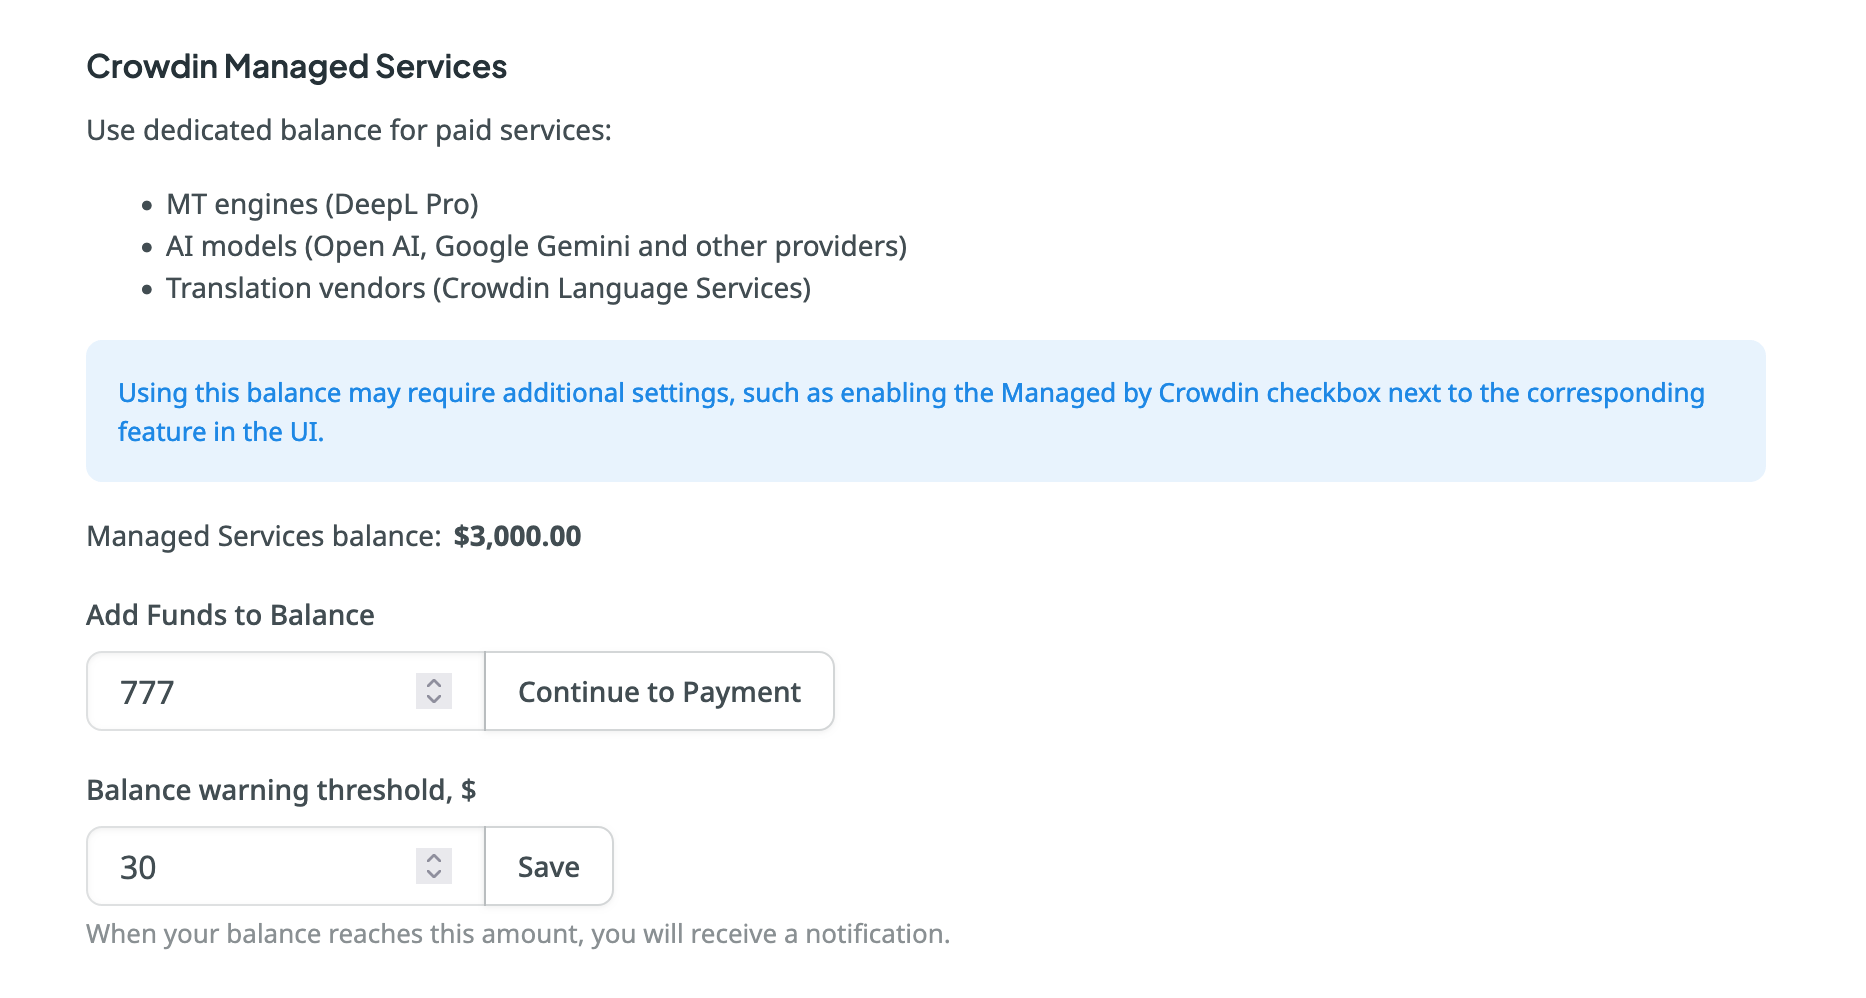 Crowdin Managed Services
Use dedicated balance for paid services:
• MT engines (DeepL Pro)
• AI models (Open AI, Google Gemini and other providers)
• Translation vendors (Crowdin Language Services)
Using this balance may require additional settings, such as enabling the Managed by Crowdin checkbox next to the corresponding
feature in the UI.
Managed Services balance: $3,000.00
Add Funds to Balance
777 Continue to Payment
Balance warning threshold, $
30 Save
When your balance reaches this amount, you will receive a notification.